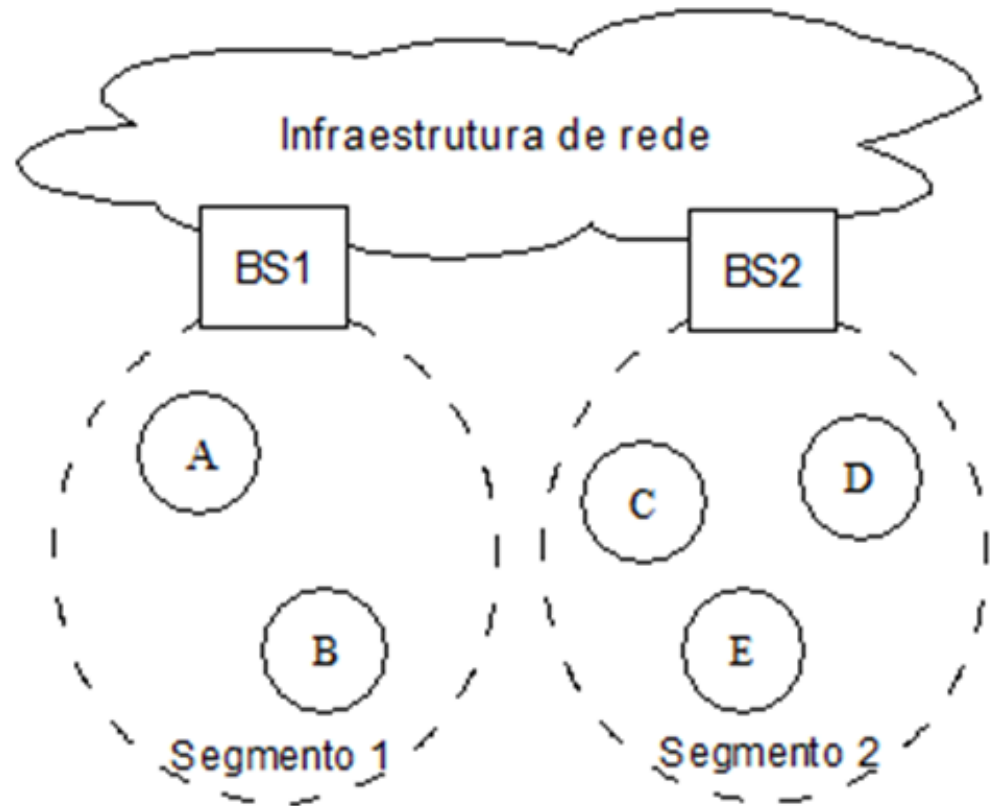 Infraestrutura de rede
BS1
BS2
A
B
C
D
E
Segmento 1
Segmento 2